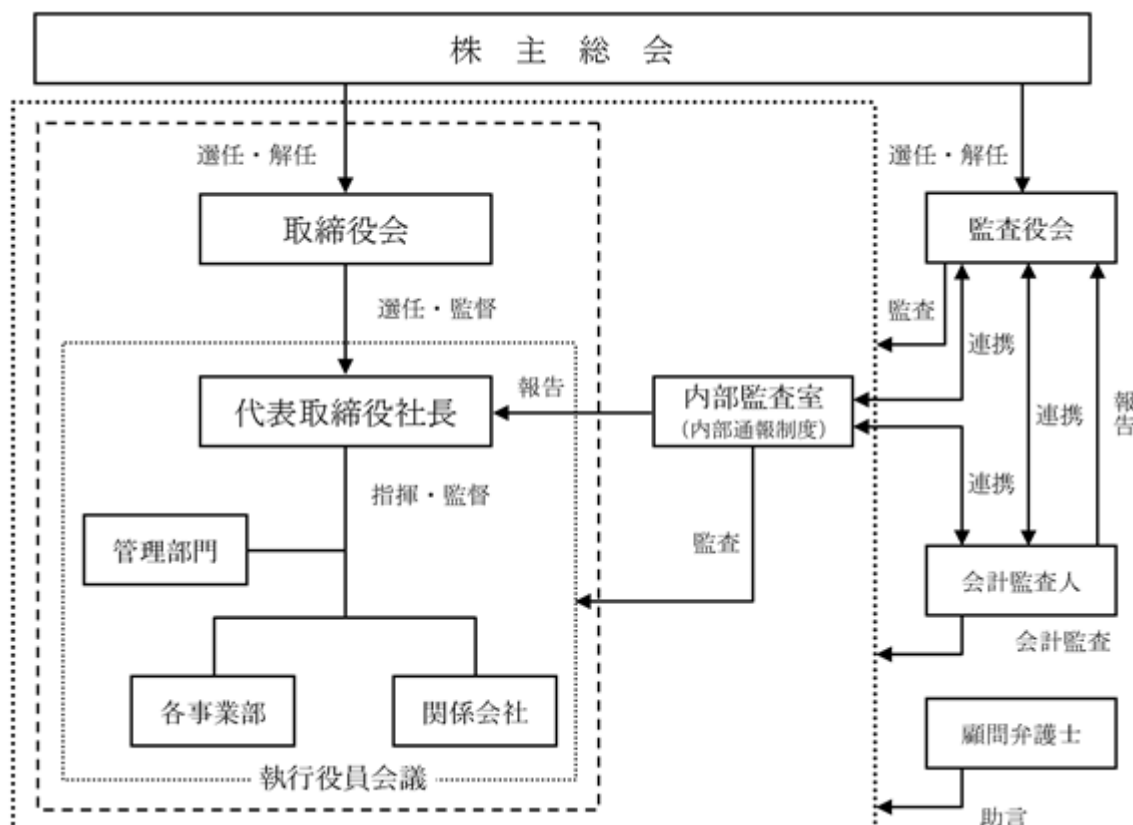 株主総会
選任・解任
選任・解任
取締役会
監査役会
選任・監督
監査
連携
報告
代表取締役社長
内部監査室
(内部通報制度)
連携
報告
指揮・監督
連携
監査
管理部門
会計監査人
会計監査
各事業部
関係会社
顧問弁護士
執行役員会議
助言